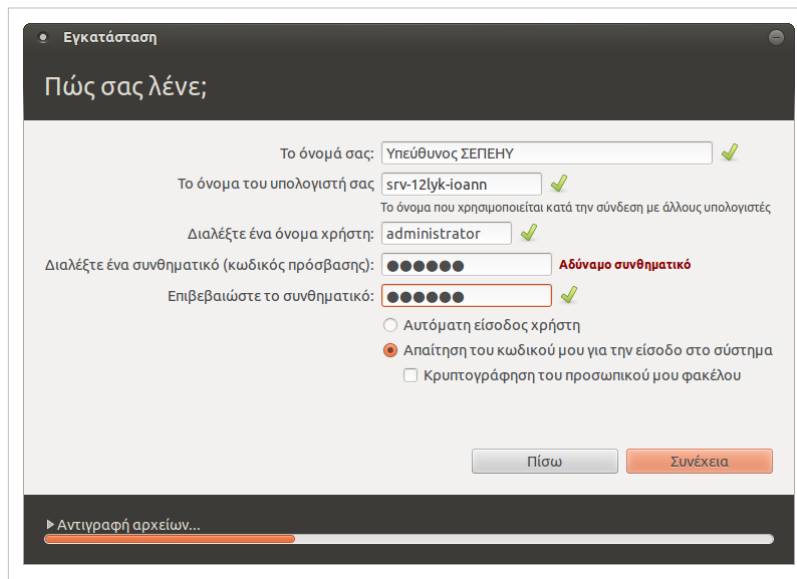 Εγκατάσταση
Πώς σας λένε;
Το όνομά σας: Υπεύθυνος ΣΕΠΕΗΥ
Το όνομα του υπολογιστή σας srv-12lyk-ioann
Το όνομα που χρησιμοποιείται κατά την σύνδεση με άλλους υπολογιστές
Διαλέξτε ένα όνομα χρήστη: administrator
Διαλέξτε ένα συνθηματικό (κωδικός πρόσβασης): ●●●●●● Αδύναμο συνθηματικό
Επιβεβαιώστε το συνθηματικό: ●●●●●●
Αυτόματη είσοδος χρήστη
Απαίτηση του κωδικού μου για την είσοδο στο σύστημα
Κρυπτογράφηση του προσωπικού μου φακέλου
Πίσω Συνέχεια
Αντιγραφή αρχείων...